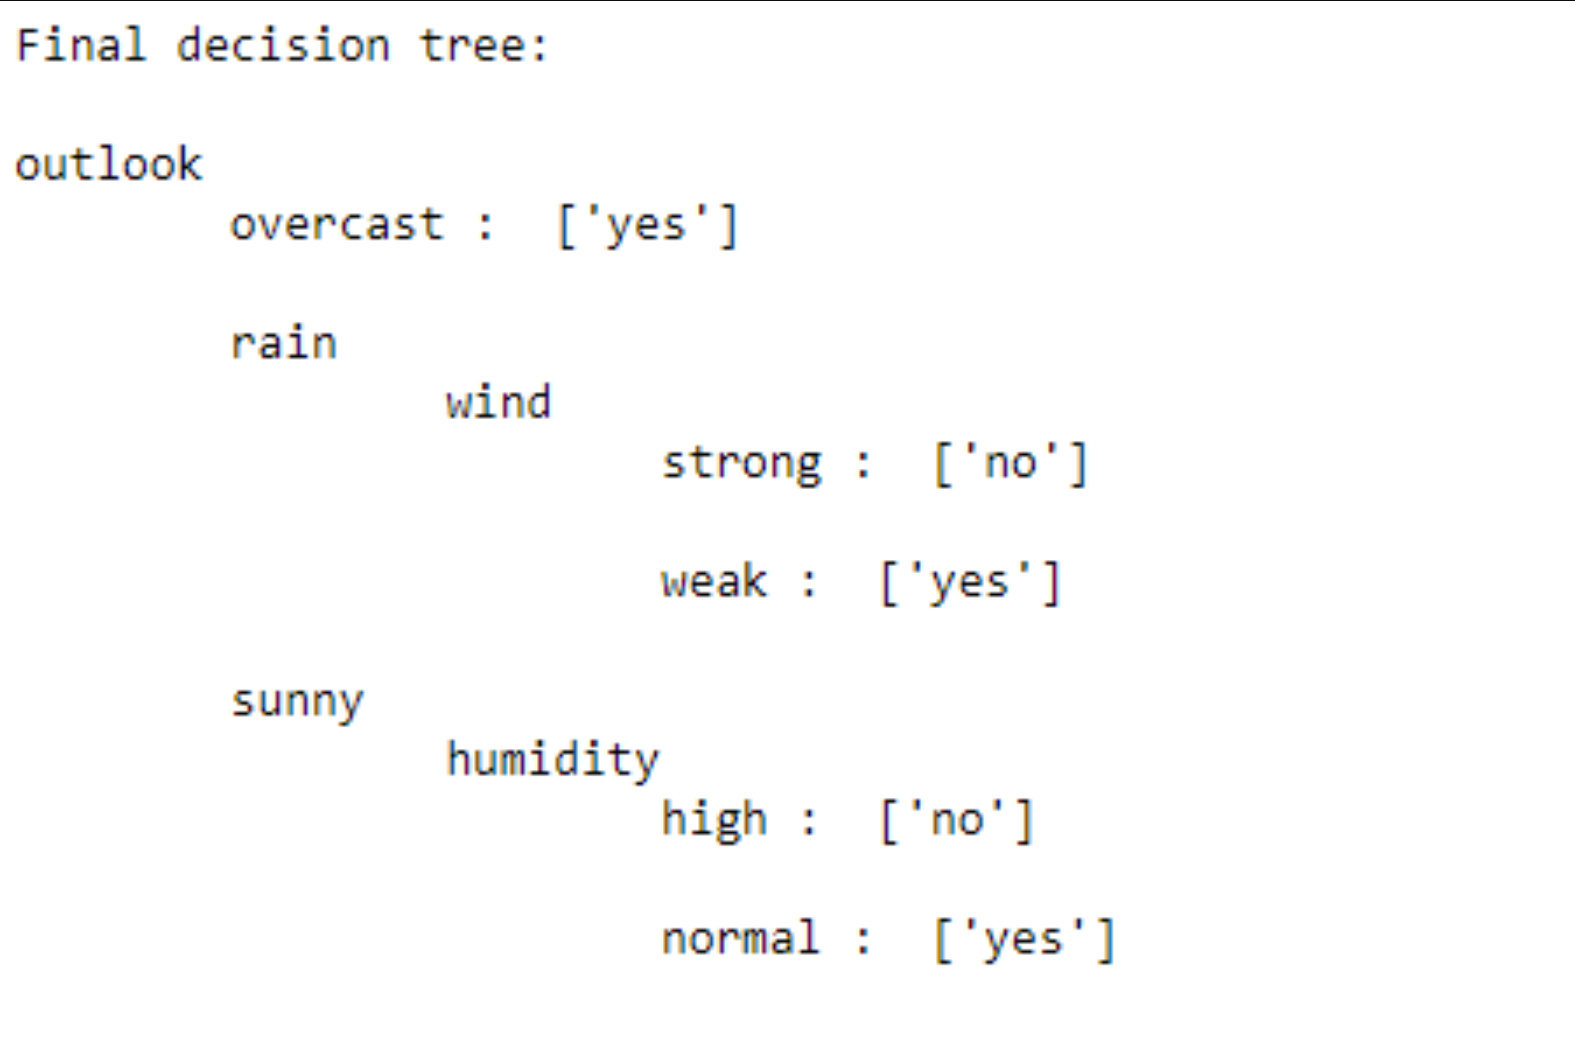 Final decision tree:
outlook
overcast :  ['yes']
rain
wind
strong :  ['no']
weak :  ['yes']
sunny
humidity
high :  ['no']
normal :  ['yes']